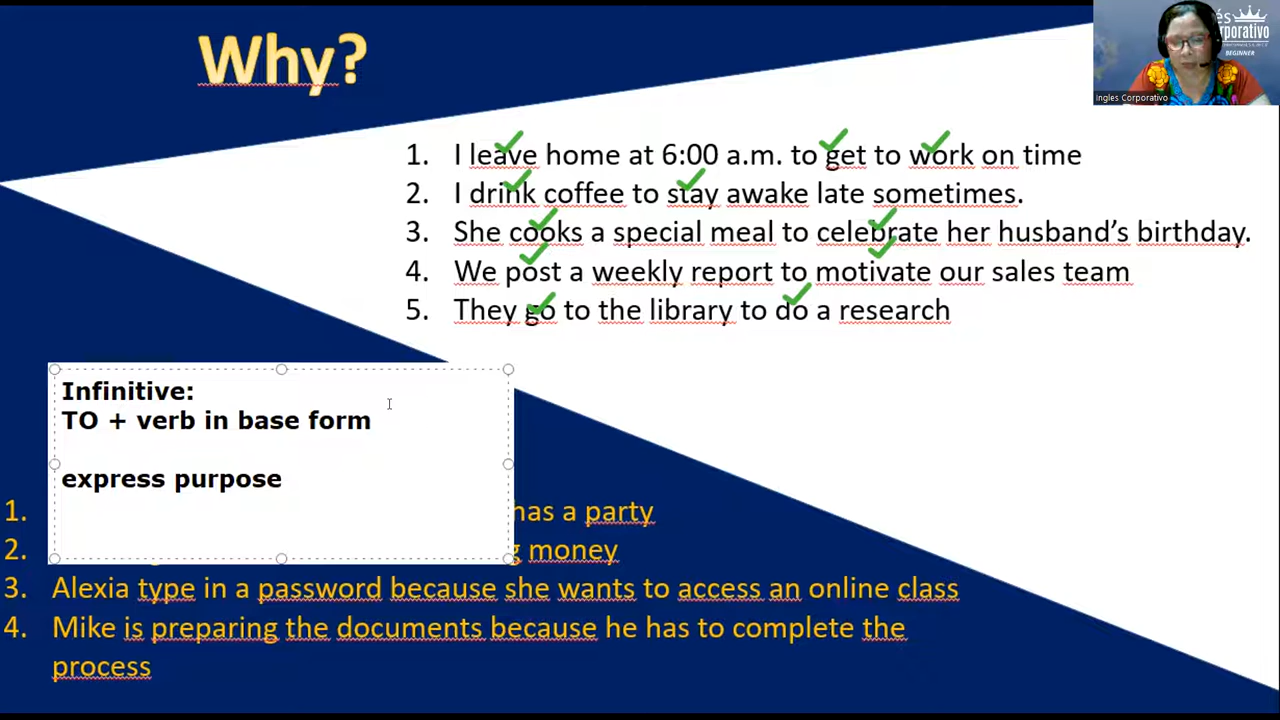 Why?
1. I leave home at 6:00 a.m. to get to work on time
2. I drink coffee to stay awake late sometimes.
3. She cooks a special meal to celebrate her husband's birthday.
4. We post a weekly report to motivate our sales team
5. They go to the library to do a research
Infinitive:
TO + verb in base form
express purpose
1. has a party
2. money
3. Alexia type in a password because she wants to access an online class
4. Mike is preparing the documents because he has to complete the
process
BEGINNER
Ingles Corporativo